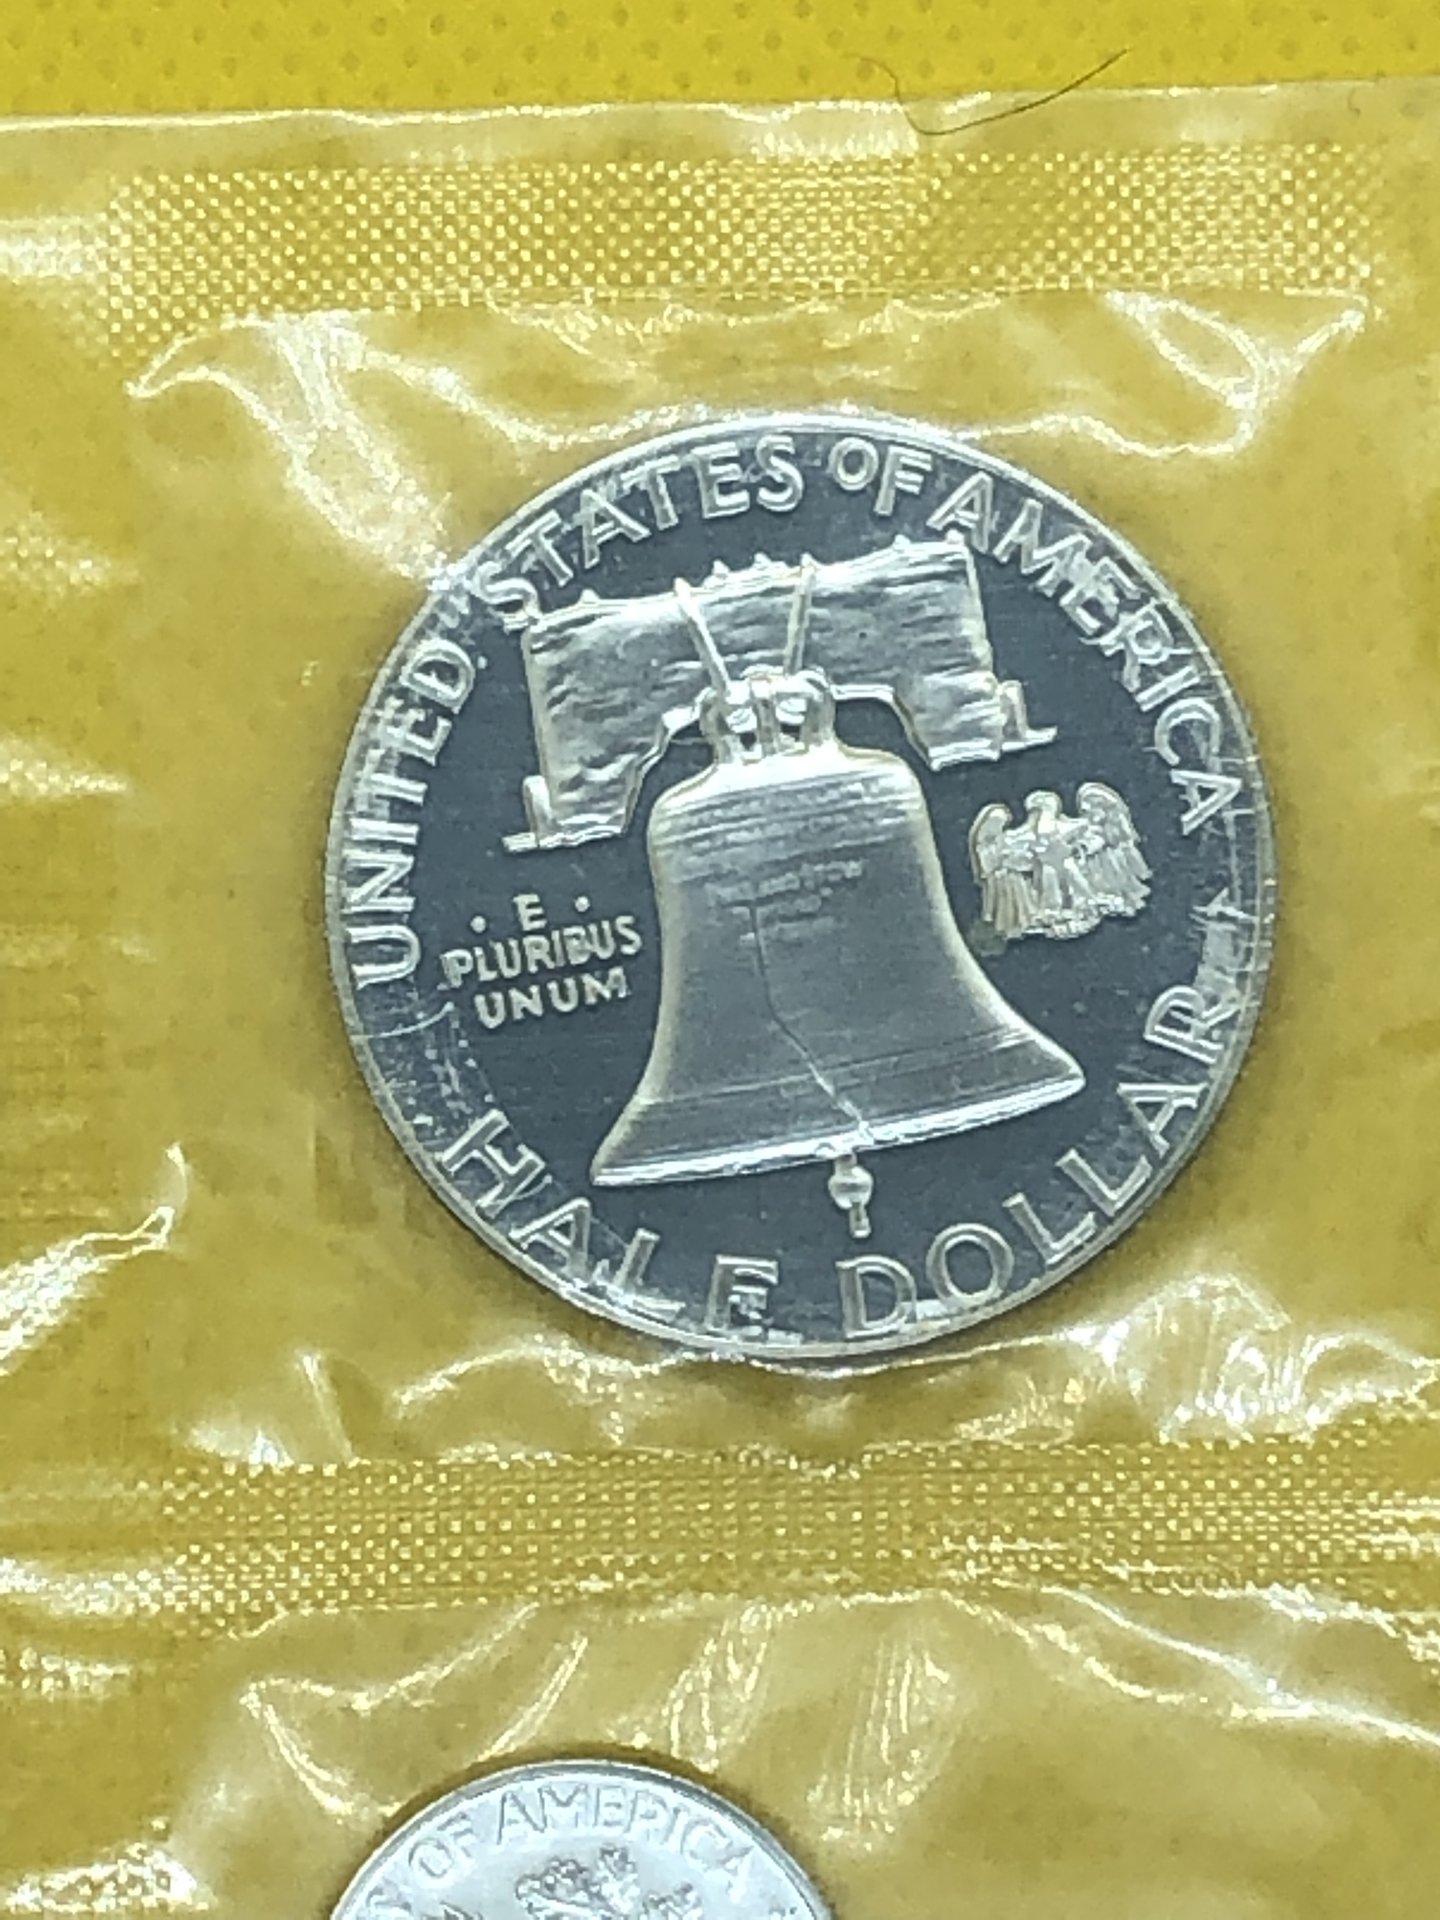 UNITED STATES OF AMERICA
· E ·
PLURIBUS
UNUM
HALF DOLLAR
OF AMERICA